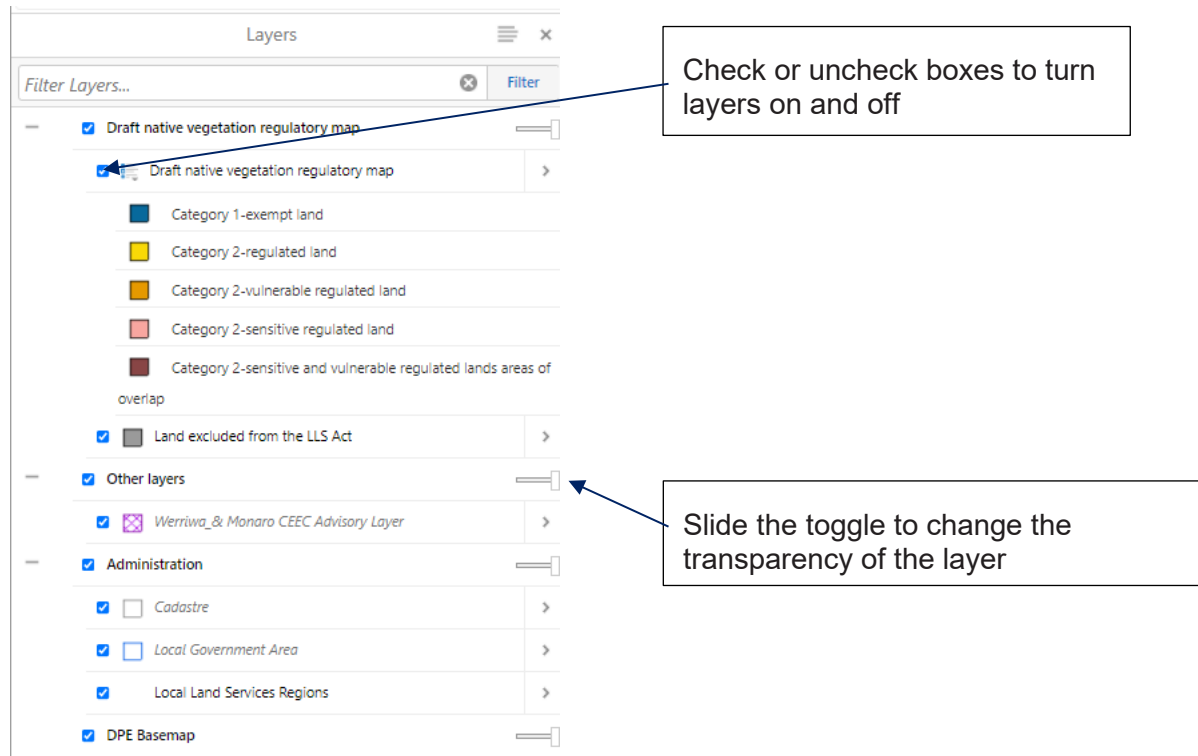 Layers
Filter Layers...
Filter
Check or uncheck boxes to turn
layers on and off
Draft native vegetation regulatory map
Draft native vegetation regulatory map
Category 1-exempt land
Category 2-regulated land
Category 2-vulnerable regulated land
Category 2-sensitive regulated land
Category 2-sensitive and vulnerable regulated lands areas of
overlap
Land excluded from the LLS Act
Other layers
Slide the toggle to change the
transparency of the layer
Werriwa_& Monaro CEEC Advisory Layer
Administration
Cadastre
Local Government Area
Local Land Services Regions
DPE Basemap